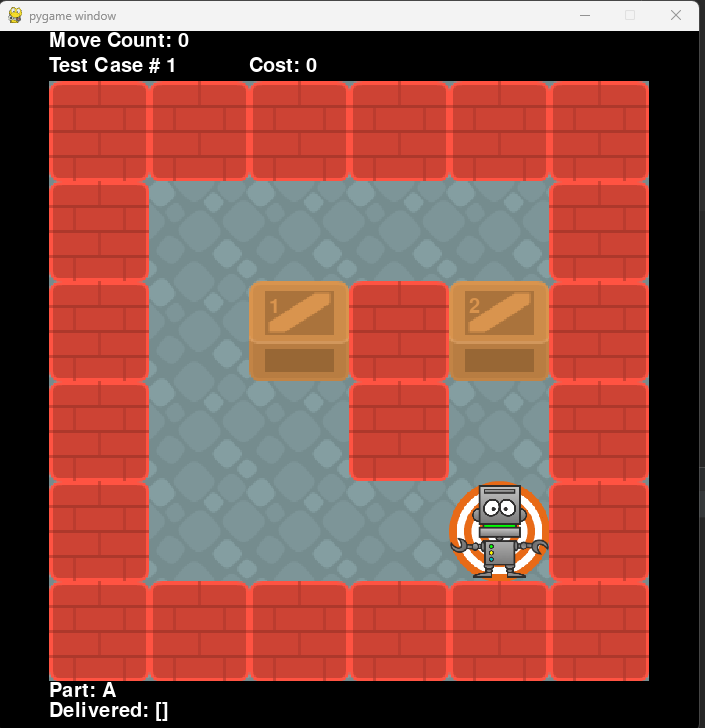 pygame window
Move Count: 0
Test Case # 1 Cost: 0
1 2
Part: A
Delivered: []